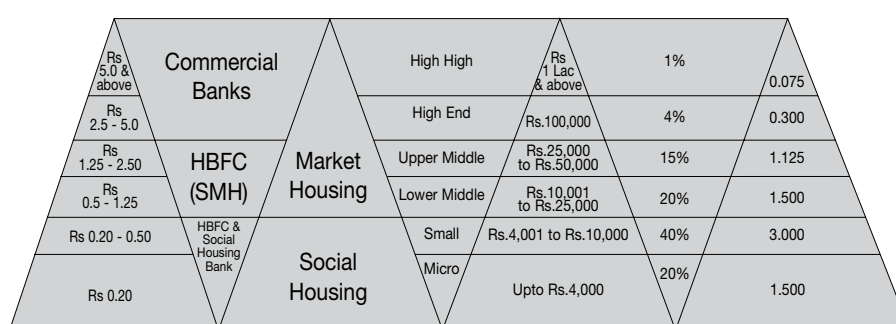 Rs
5.0 &
above
Commercial
Banks
High High
Rs
1 Lac
& above
1%
0.075
Rs
2.5 - 5.0
High End
Rs.100,000
4%
0.300
Rs
1.25 - 2.50
HBFC
(SMH)
Market
Housing
Upper Middle
Rs.25,000
to Rs.50,000
15%
1.125
Rs
0.5 - 1.25
Lower Middle
Rs.10,001
to Rs.25,000
20%
1.500
Rs 0.20 - 0.50
HBFC &
Social
Housing
Bank
Social
Housing
Small
Rs.4,001 to Rs.10,000
40%
3.000
Rs 0.20
Micro
Upto Rs.4,000
20%
1.500